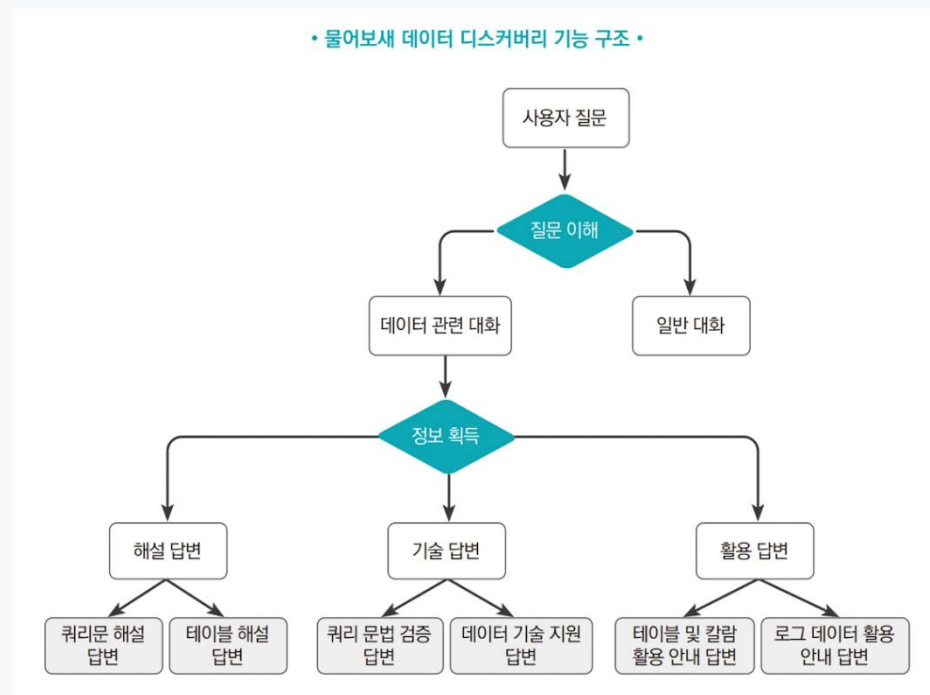 • 물어보새 데이터 디스커버리 기능 구조 •
사용자 질문
질문 이해
데이터 관련 대화
일반 대화
정보 획득
해설 답변
기술 답변
활용 답변
쿼리문 해설
답변
테이블 해설
답변
쿼리 문법 검증
답변
데이터 기술 지원
답변
테이블 및 칼람
활용 안내 답변
로그 데이터 활용
안내 답변